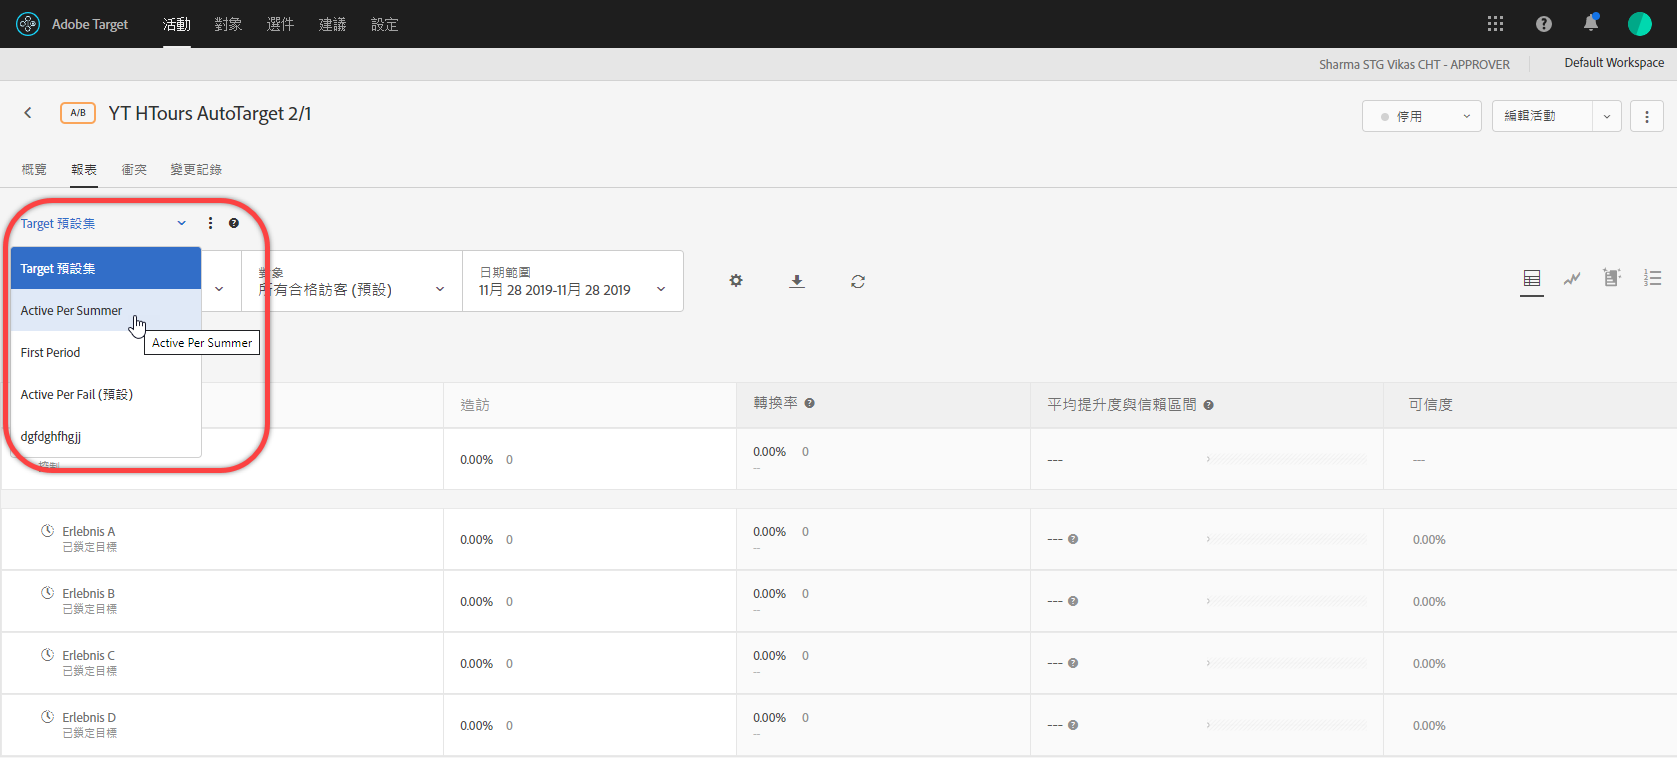 Adobe Target 活動 對象 選件 建議 設定
Sharma STG Vikas CHT - APPROVER Default Workspace
A/B YT HTours AutoTarget 2/1
停用 編輯活動
概覽 報表 衝突 變更記錄
Target 預設集
Target 預設集
Active Per Summer
Active Per Summer
First Period
Active Per Fail (預設)
dgfdghfhgjj
對象
所有合格訪客 (預設)
日期範圍
11月 28 2019-11月 28 2019
造訪 轉換率 平均提升度與信賴區間 可信度
控制
0.00% 0 0.00% 0 --- ---
--
Erlebnis A
已鎖定目標
0.00% 0 0.00% 0 --- 0.00%
--
Erlebnis B
已鎖定目標
0.00% 0 0.00% 0 --- 0.00%
--
Erlebnis C
已鎖定目標
0.00% 0 0.00% 0 --- 0.00%
--
Erlebnis D
已鎖定目標
0.00% 0 0.00% 0 --- 0.00%
--